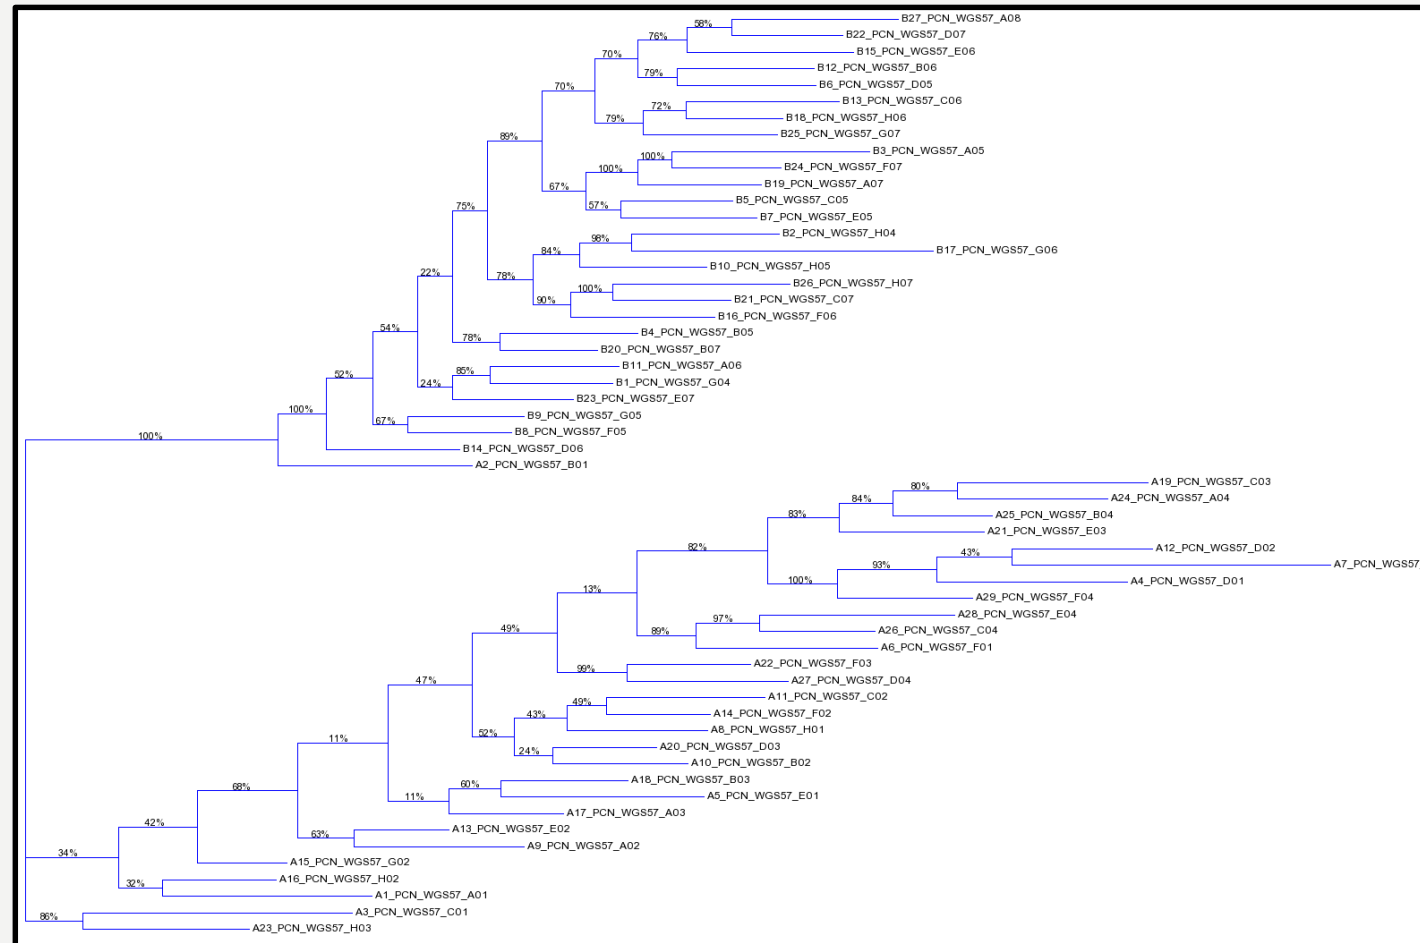 58%
B27_PCN_WGS57_A08
B22_PCN_WGS57_D07
76%
B15_PCN_WGS57_E06
70%
B12_PCN_WGS57_B06
79%
B6_PCN_WGS57_D05
70%
B13_PCN_WGS57_C06
72%
B18_PCN_WGS57_H06
79%
B25_PCN_WGS57_G07
89%
B3_PCN_WGS57_A05
100%
B24_PCN_WGS57_F07
100%
B19_PCN_WGS57_A07
67%
B5_PCN_WGS57_C05
57%
B7_PCN_WGS57_E05
75%
B2_PCN_WGS57_H04
98%
B17_PCN_WGS57_G06
84%
B10_PCN_WGS57_H05
78%
B26_PCN_WGS57_H07
100%
B21_PCN_WGS57_C07
90%
B16_PCN_WGS57_F06
22%
B4_PCN_WGS57_B05
78%
B20_PCN_WGS57_B07
54%
B11_PCN_WGS57_A06
85%
B1_PCN_WGS57_G04
24%
B23_PCN_WGS57_E07
52%
B9_PCN_WGS57_G05
67%
B8_PCN_WGS57_F05
100%
B14_PCN_WGS57_D06
100%
A2_PCN_WGS57_B01
A19_PCN_WGS57_C03
80%
A24_PCN_WGS57_A04
84%
A25_PCN_WGS57_B04
83%
A21_PCN_WGS57_E03
82%
A12_PCN_WGS57_D02
43%
A7_PCN_WGS57_
93%
A4_PCN_WGS57_D01
100%
A29_PCN_WGS57_F04
13%
A28_PCN_WGS57_E04
97%
A26_PCN_WGS57_C04
89%
A6_PCN_WGS57_F01
49%
A22_PCN_WGS57_F03
99%
A27_PCN_WGS57_D04
47%
A11_PCN_WGS57_C02
49%
A14_PCN_WGS57_F02
43%
A8_PCN_WGS57_H01
52%
A20_PCN_WGS57_D03
24%
A10_PCN_WGS57_B02
11%
A18_PCN_WGS57_B03
60%
A5_PCN_WGS57_E01
11%
A17_PCN_WGS57_A03
68%
A13_PCN_WGS57_E02
63%
A9_PCN_WGS57_A02
42%
A15_PCN_WGS57_G02
34%
A16_PCN_WGS57_H02
32%
A1_PCN_WGS57_A01
A3_PCN_WGS57_C01
86%
A23_PCN_WGS57_H03